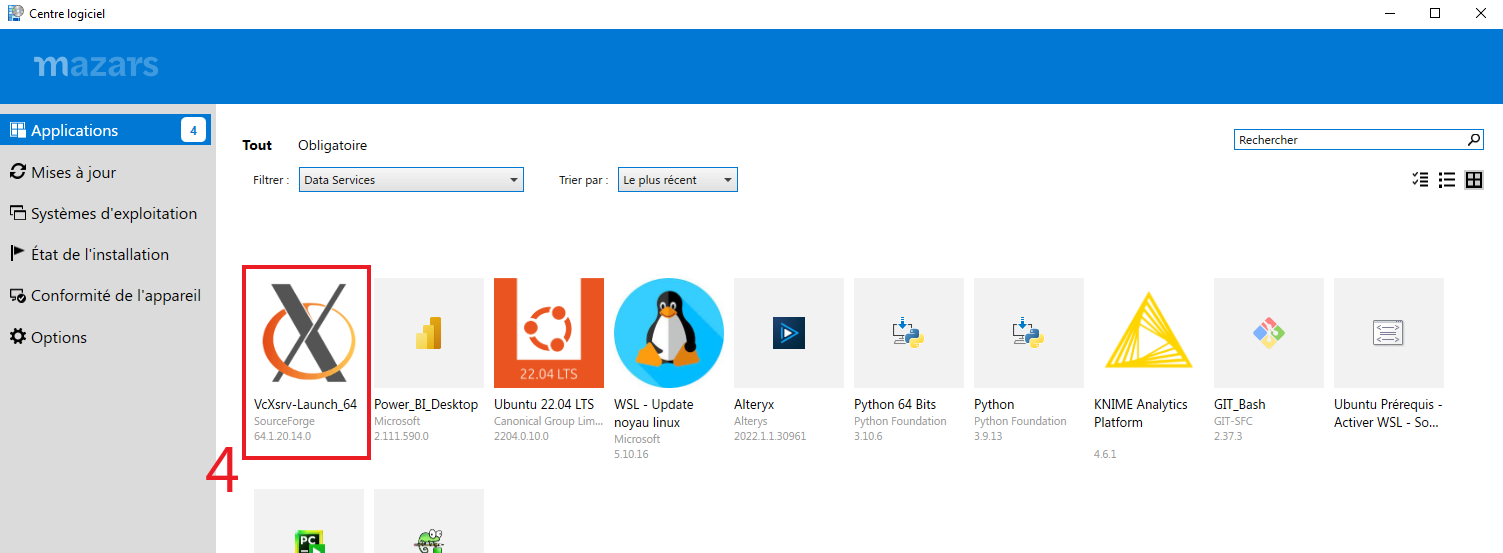 Centre logiciel
mazars
Applications 4
Mises à jour
Systèmes d'exploitation
État de l'installation
Conformité de l'appareil
Options
Tout Obligatoire
Rechercher
Filtrer : Data Services Trier par : Le plus récent
22.04 LTS
VcXsrv-Launch_64
SourceForge
64.1.20.14.0
Power_BI_Desktop
Microsoft
2.111.590.0
Ubuntu 22.04 LTS
Canonical Group Lim...
2204.0.10.0
WSL - Update
noyau linux
Microsoft
5.10.16
Alteryx
Alterys
2022.1.1.30961
Python 64 Bits
Python Foundation
3.10.6
Python
Python Foundation
3.9.13
KNIME Analytics
Platform
4.6.1
GIT_Bash
GIT-SFC
2.37.3
Ubuntu Prérequis -
Activer WSL - So...
4
PC